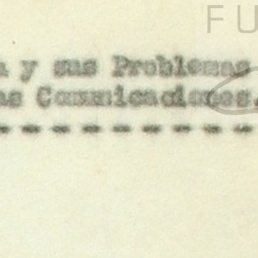 FU
a y sus Problemas
as Comunicaciones.